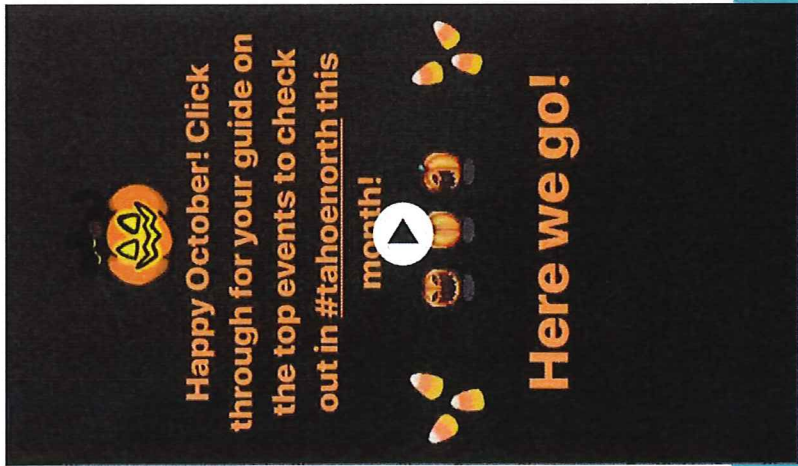 Happy October! Click
through for your guide on
the top events to check
out in #tahoenorth this
month!
Here we go!